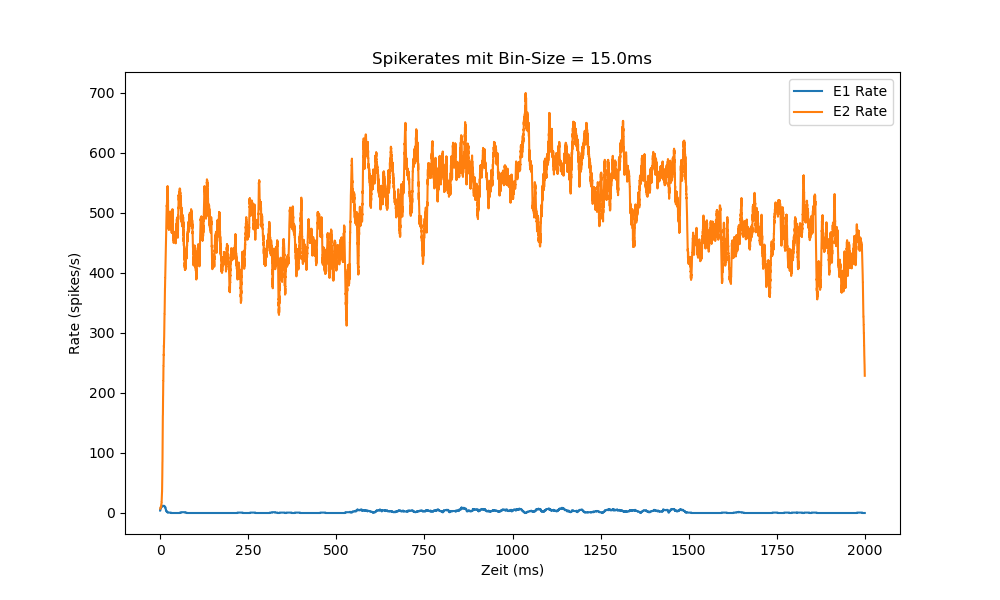 Spikerates mit Bin-Size = 15.0ms
E1 Rate
E2 Rate
700
600
500
400
300
200
100
0
Rate (spikes/s)
0 250 500 750 1000 1250 1500 1750 2000
Zeit (ms)